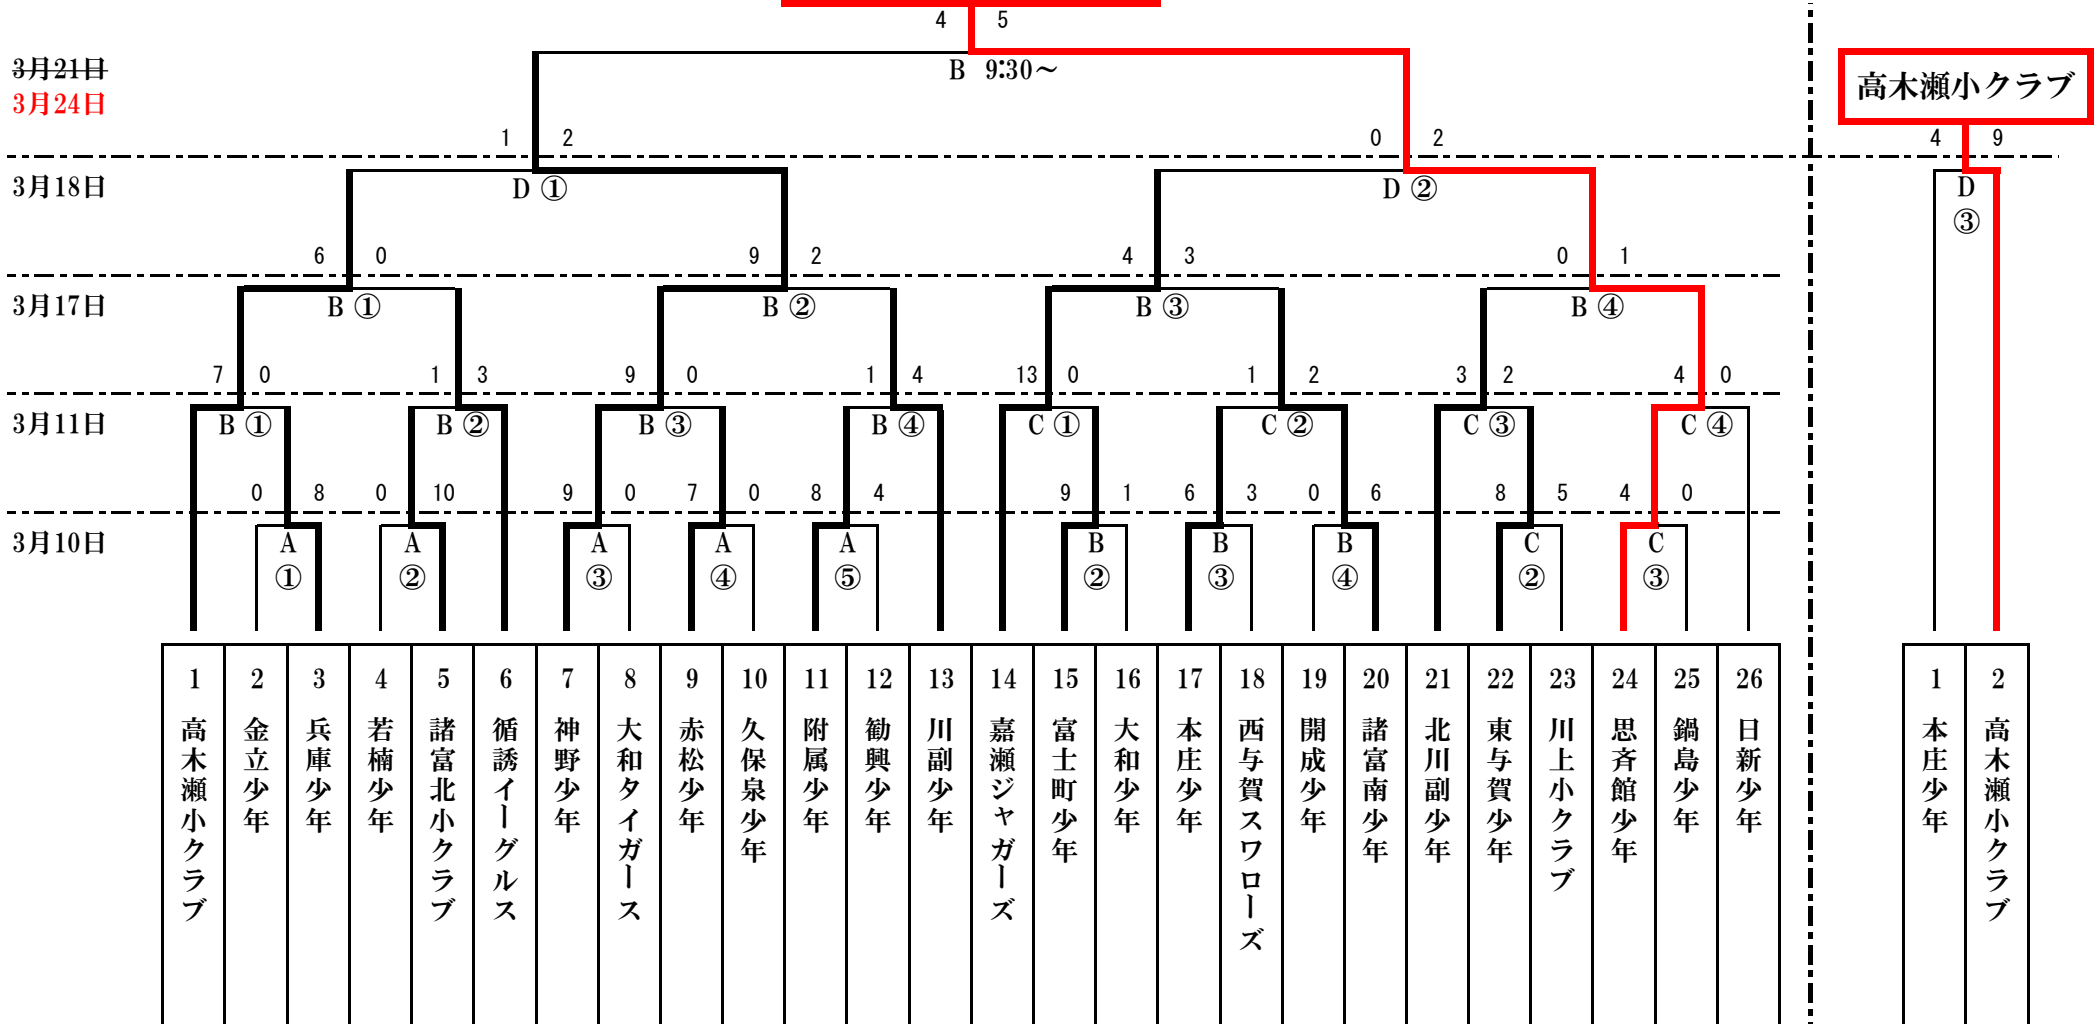 4 5
3月21日
B 9:30～
高木瀬小クラブ
3月24日
1 2 0 2 4 9
3月18日
D ① D ② D ③
6 0 9 2 4 3 0 1
3月17日
B ① B ② B ③ B ④
7 0 1 3 9 0 1 4 13 0 1 2 3 2 4 0
3月11日
B ① B ② B ③ B ④ C ① C ② C ③ C ④
0 8 0 10 9 0 7 0 8 4 9 1 6 3 0 6 8 5 4 0
3月10日
A ① A ② A ③ A ④ A ⑤ B ② B ③ B ④ C ② C ③
1 高木瀬小クラブ
2 金立少年
3 兵庫少年
4 若楠少年
5 諸富北小クラブ
6 循誘イーグルス
7 神野少年
8 大和タイガース
9 赤松少年
10 久保泉少年
11 附属少年
12 勧興少年
13 川副少年
14 嘉瀬ジャガーズ
15 富士町少年
16 大和少年
17 本庄少年
18 西与賀スワローズ
19 開成少年
20 諸富南少年
21 北川副少年
22 東与賀少年
23 川上小クラブ
24 思斉館少年
25 鍋島少年
26 日新少年
1 本庄少年
2 高木瀬小クラブ